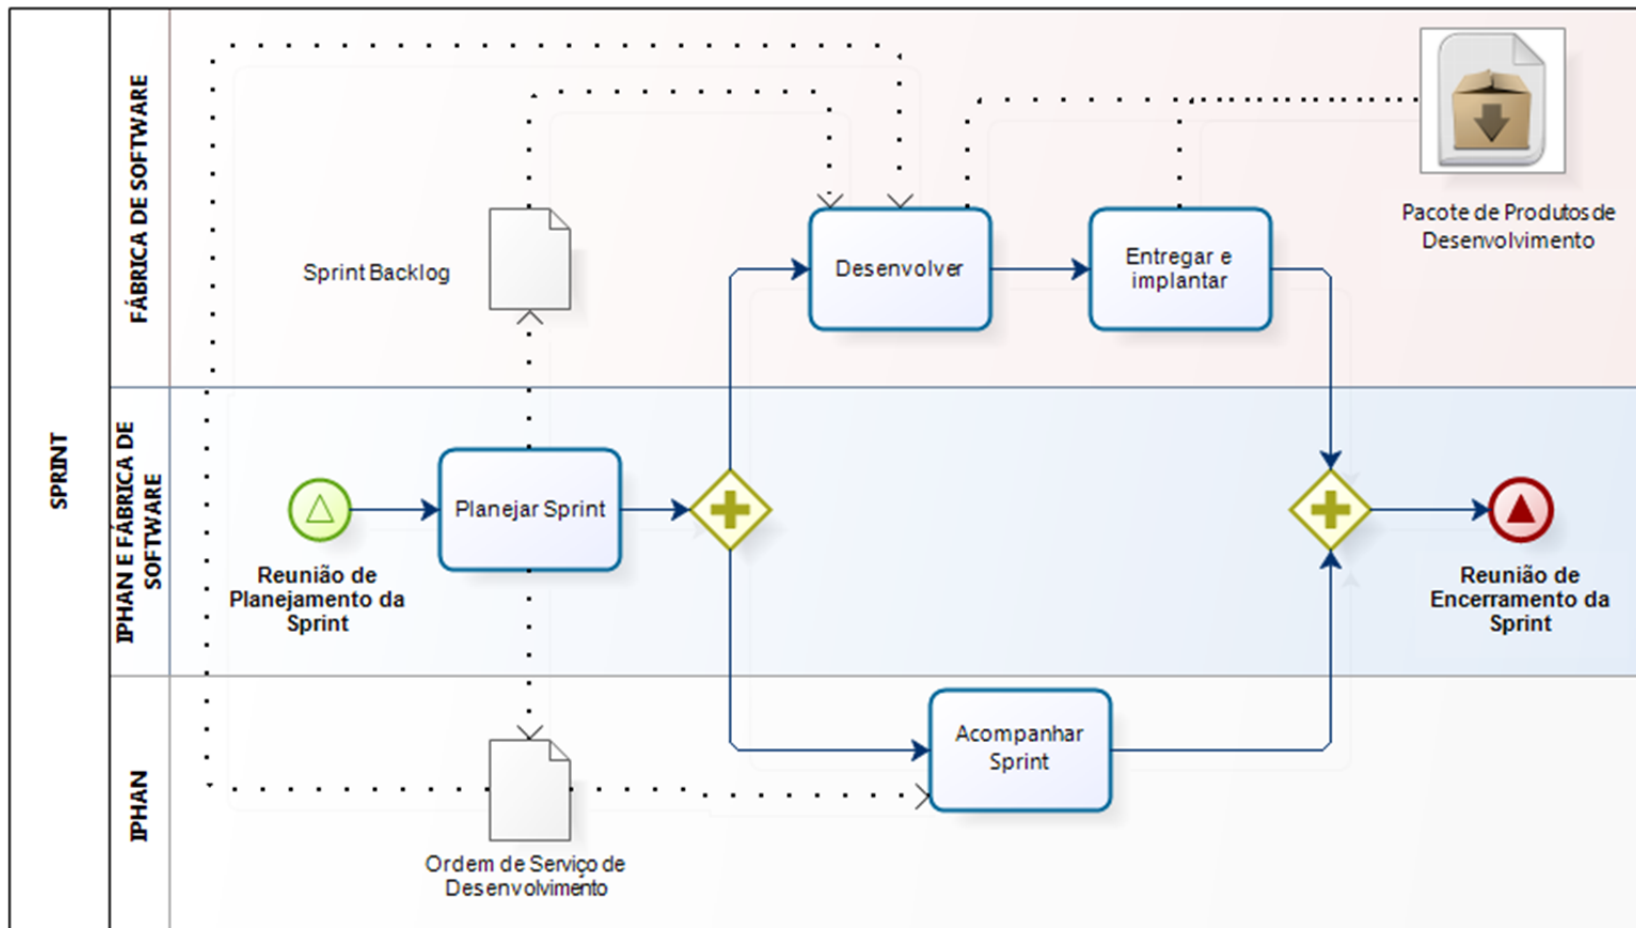 SPRINT
FÁBRICA DE SOFTWARE
Sprint Backlog
Desenvolver
Entregar e
implantar
Pacote de Produtos de
Desenvolvimento
IPHAN E FÁBRICA DE
SOFTWARE
Reunião de
Planejamento da
Sprint
Planejar Sprint
Reunião de
Encerramento da
Sprint
IPHAN
Ordem de Serviço de
Desenvolvimento
Acompanhar
Sprint